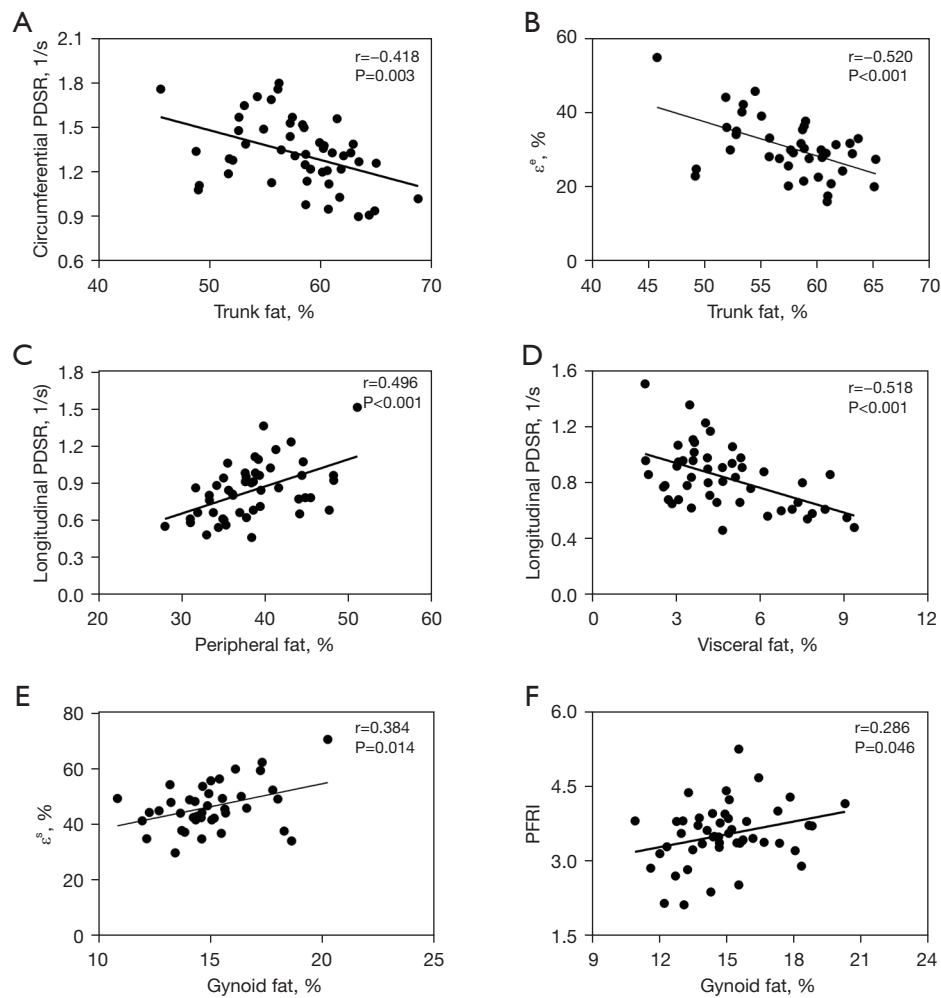 A
r=−0.418
P=0.003
Circumferential PDSR, 1/s
2.1
1.8
1.5
1.2
0.9
0.6
40 50 60 70
Trunk fat, %
B
r=−0.520
P<0.001
εᵉ, %
60
40
20
0
40 45 50 55 60 65 70
Trunk fat, %
C
r=0.496
P<0.001
Longitudinal PDSR, 1/s)
1.8
1.5
1.2
0.9
0.6
0.3
0.0
20 30 40 50 60
Peripheral fat, %
D
r=−0.518
P<0.001
Longitudinal PDSR, 1/s
1.6
1.2
0.8
0.4
0.0
0 3 6 9 12
Visceral fat, %
E
r=0.384
P=0.014
εˢ, %
80
60
40
20
0
10 15 20 25
Gynoid fat, %
F
r=0.286
P=0.046
PFRI
6.0
4.5
3.0
1.5
9 12 15 18 21 24
Gynoid fat, %